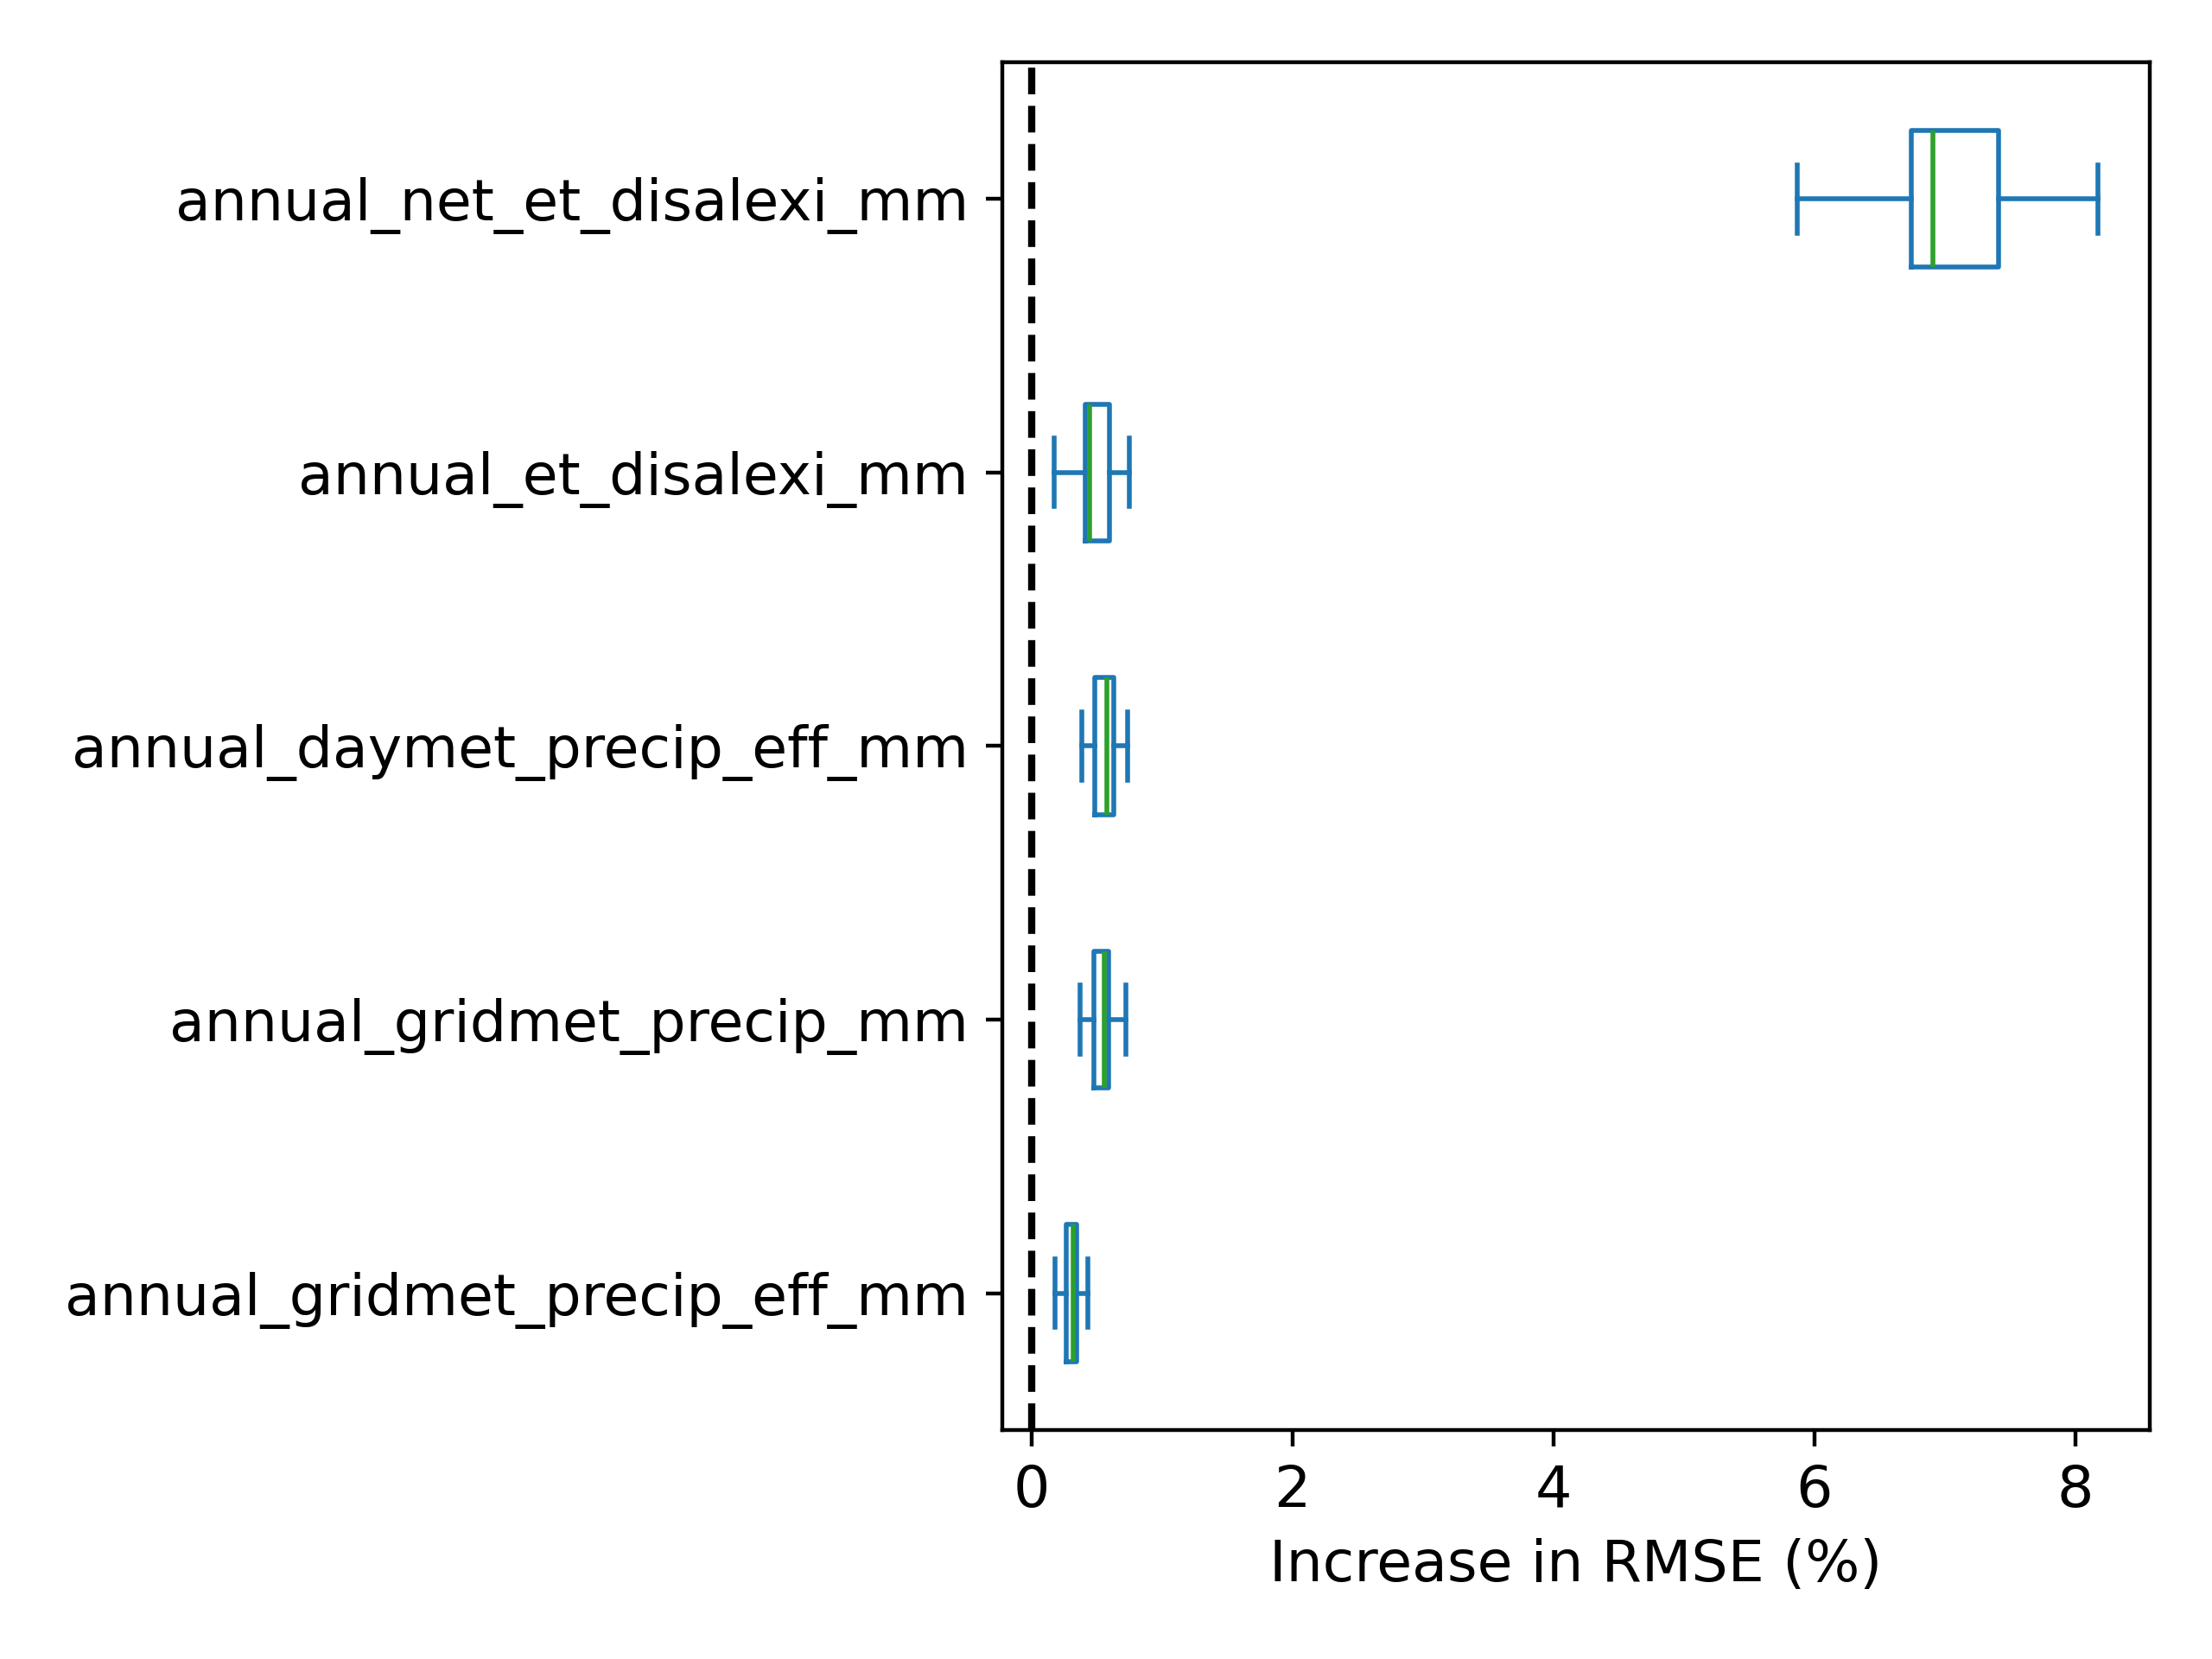 annual_net_et_disalexi_mm
annual_et_disalexi_mm
annual_daymet_precip_eff_mm
annual_gridmet_precip_mm
annual_gridmet_precip_eff_mm
0 2 4 6 8
Increase in RMSE (%)